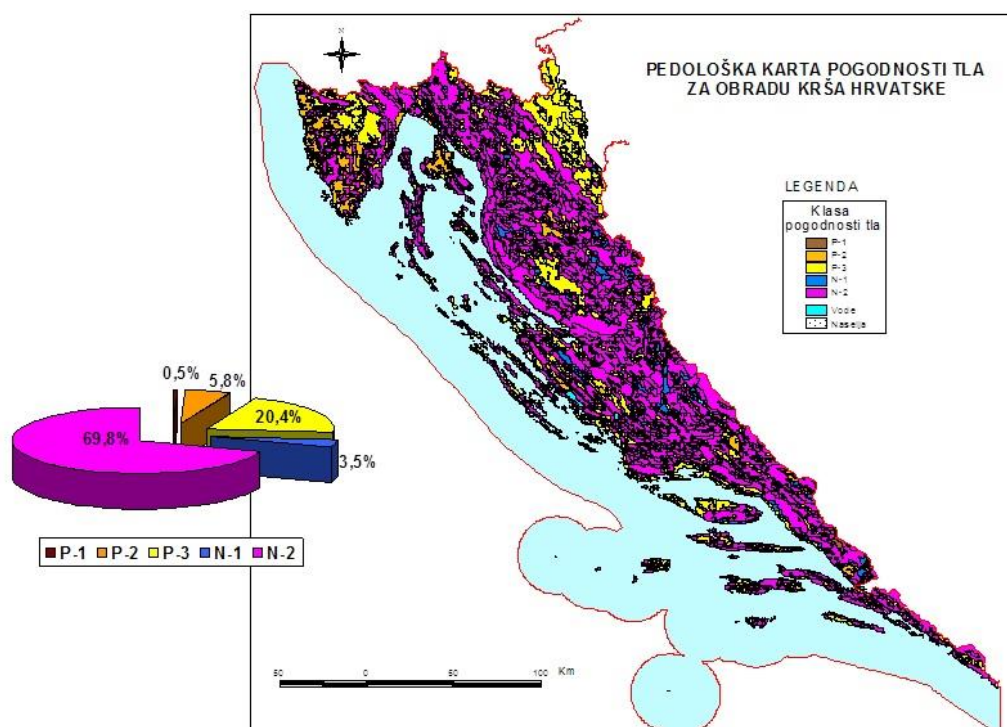 PEDOLOŠKA KARTA POGODNOSTI TLA
ZA OBRADU KRŠA HRVATSKE
LEGENDA
Klasa
pogodnosti tla
P-1
P-2
P-3
N-1
N-2
Vode
Naselja
0,5%
5,8%
20,4%
69,8%
3,5%
P-1 P-2 P-3 N-1 N-2
50 0 50 100 Km